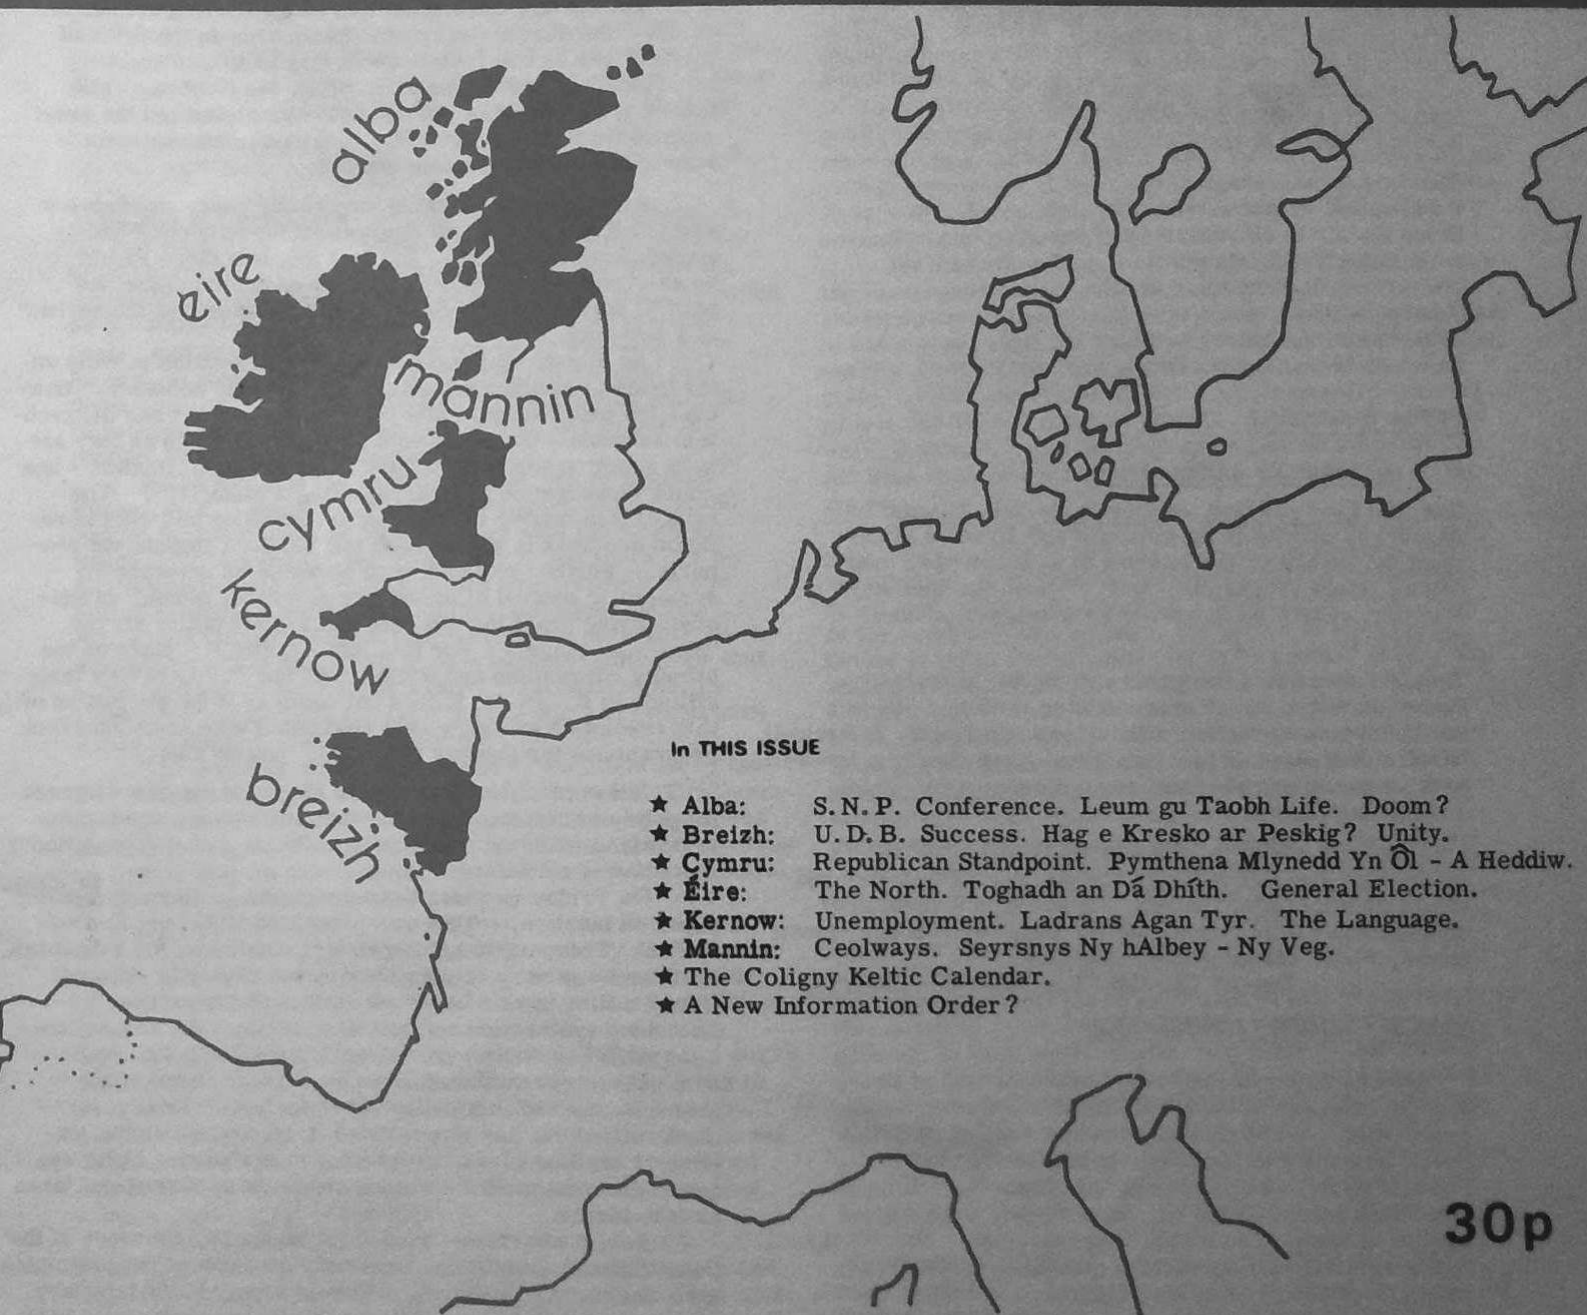 alba
eire
mannin
cymru
kernow
breizh
In THIS ISSUE
★ Alba: S.N.P. Conference. Leum gu Taobh Life. Doom?
★ Breizh: U.D.B. Success. Hag e Kresko ar Peskig? Unity.
★ Cymru: Republican Standpoint. Pymthena Mlynedd Yn Ôl - A Heddiw.
★ Éire: The North. Toghadh an Dá Dhíth. General Election.
★ Kernow: Unemployment. Ladrans Agan Tyr. The Language.
★ Mannin: Ceolways. Seyrsnys Ny hAlbey - Ny Veg.
★ The Coligny Keltic Calendar.
★ A New Information Order?
30p